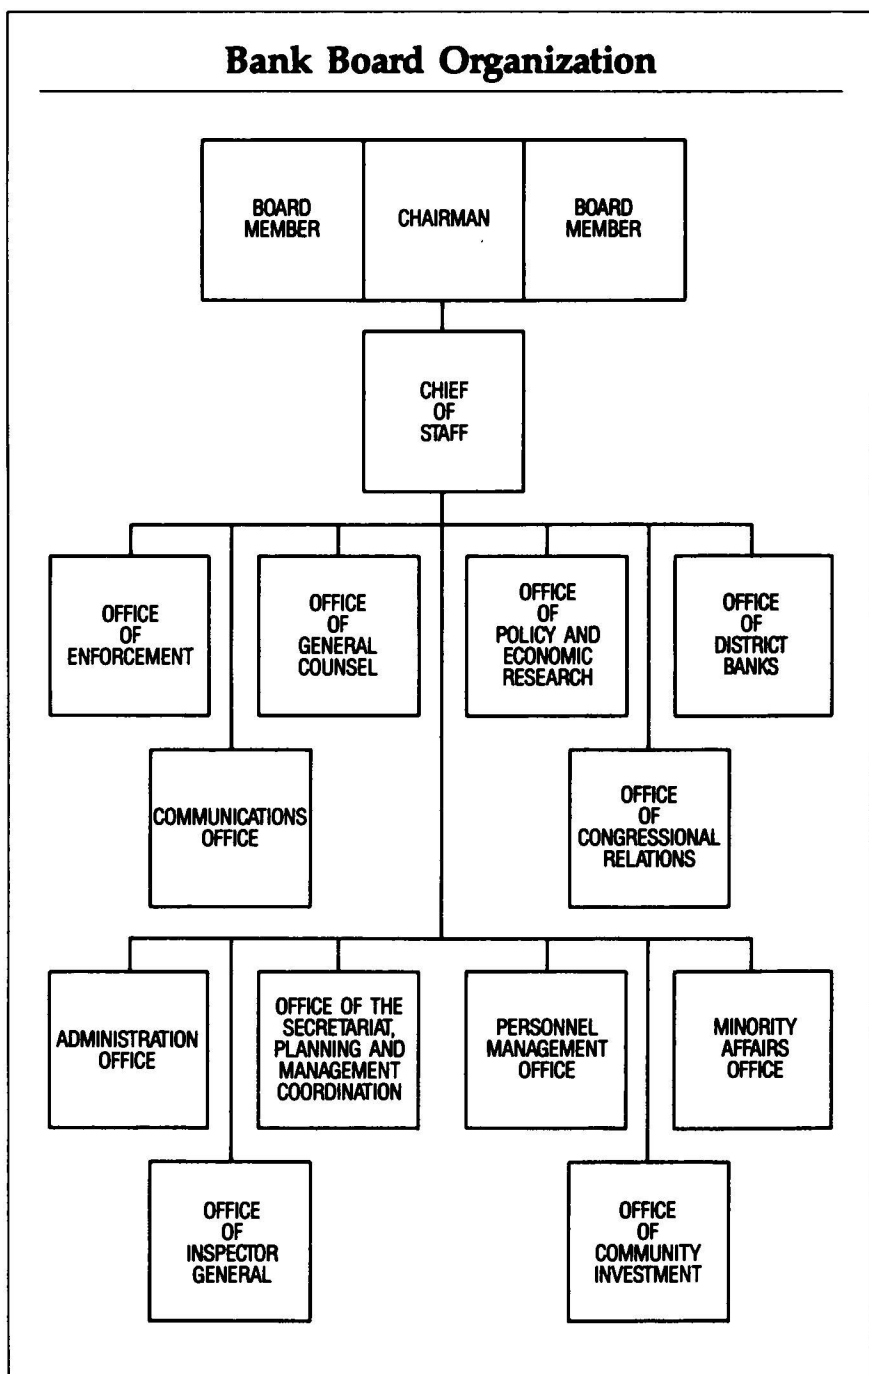 Bank Board Organization
BOARD
MEMBER
CHAIRMAN
BOARD
MEMBER
CHIEF
OF
STAFF
OFFICE
OF
ENFORCEMENT
OFFICE
OF
GENERAL
COUNSEL
OFFICE
OF
POLICY AND
ECONOMIC
RESEARCH
OFFICE
OF
DISTRICT
BANKS
COMMUNICATIONS
OFFICE
OFFICE
OF
CONGRESSIONAL
RELATIONS
ADMINISTRATION
OFFICE
OFFICE OF THE
SECRETARIAT,
PLANNING AND
MANAGEMENT
COORDINATION
PERSONNEL
MANAGEMENT
OFFICE
MINORITY
AFFAIRS
OFFICE
OFFICE
OF
INSPECTOR
GENERAL
OFFICE
OF
COMMUNITY
INVESTMENT